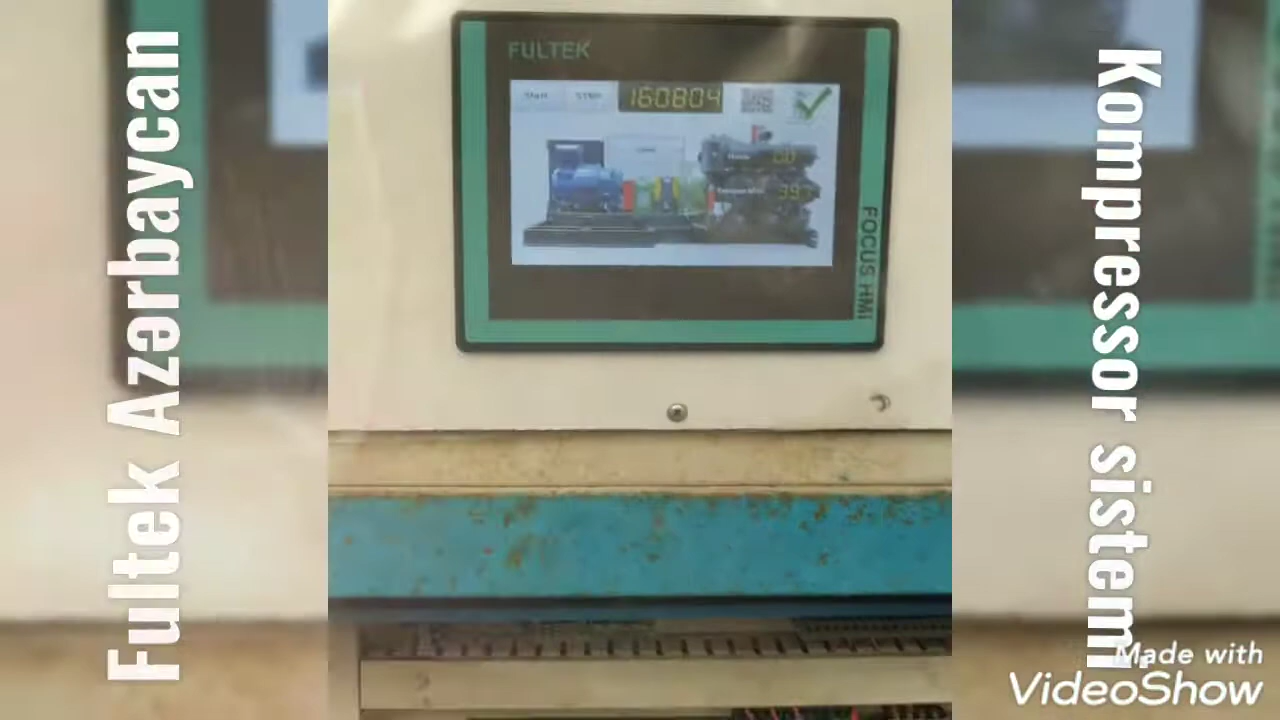 Fultek Azərbaycan
FULTEK
START STOP 160804
FOCUS HMI
Kompressor sistemi
Made with
VideoShow